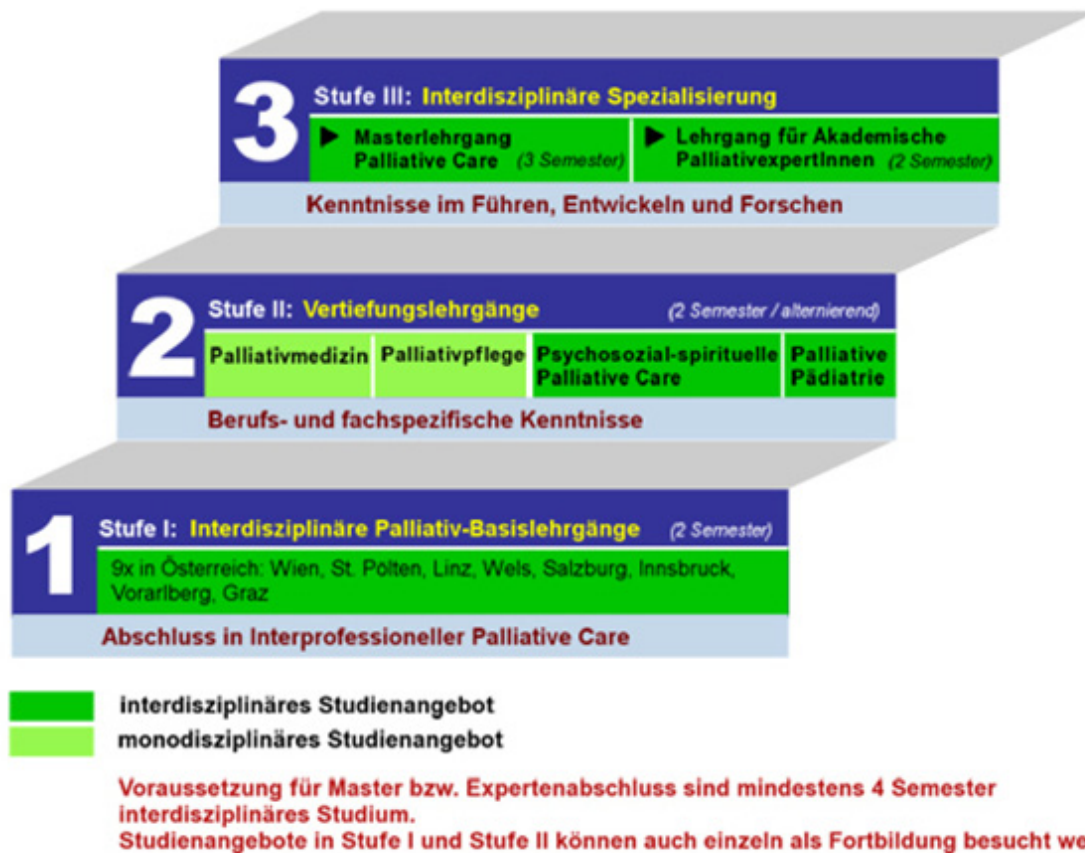 3
Stufe III: Interdisziplinäre Spezialisierung
► Masterlehrgang
Palliative Care (3 Semester)
► Lehrgang für Akademische
PalliativexpertInnen (2 Semester)
Kenntnisse im Führen, Entwickeln und Forschen
2
Stufe II: Vertiefungslehrgänge (2 Semester / alternierend)
Palliativmedizin
Palliativpflege
Psychosozial-spirituelle
Palliative Care
Palliative
Pädiatrie
Berufs- und fachspezifische Kenntnisse
1
Stufe I: Interdisziplinäre Palliativ-Basislehrgänge (2 Semester)
9x in Österreich: Wien, St. Pölten, Linz, Wels, Salzburg, Innsbruck,
Vorarlberg, Graz
Abschluss in Interprofessioneller Palliative Care
interdisziplinäres Studienangebot
monodisziplinäres Studienangebot
Voraussetzung für Master bzw. Expertenabschluss sind mindestens 4 Semester
interdisziplinäres Studium.
Studienangebote in Stufe I und Stufe II können auch einzeln als Fortbildung besucht we